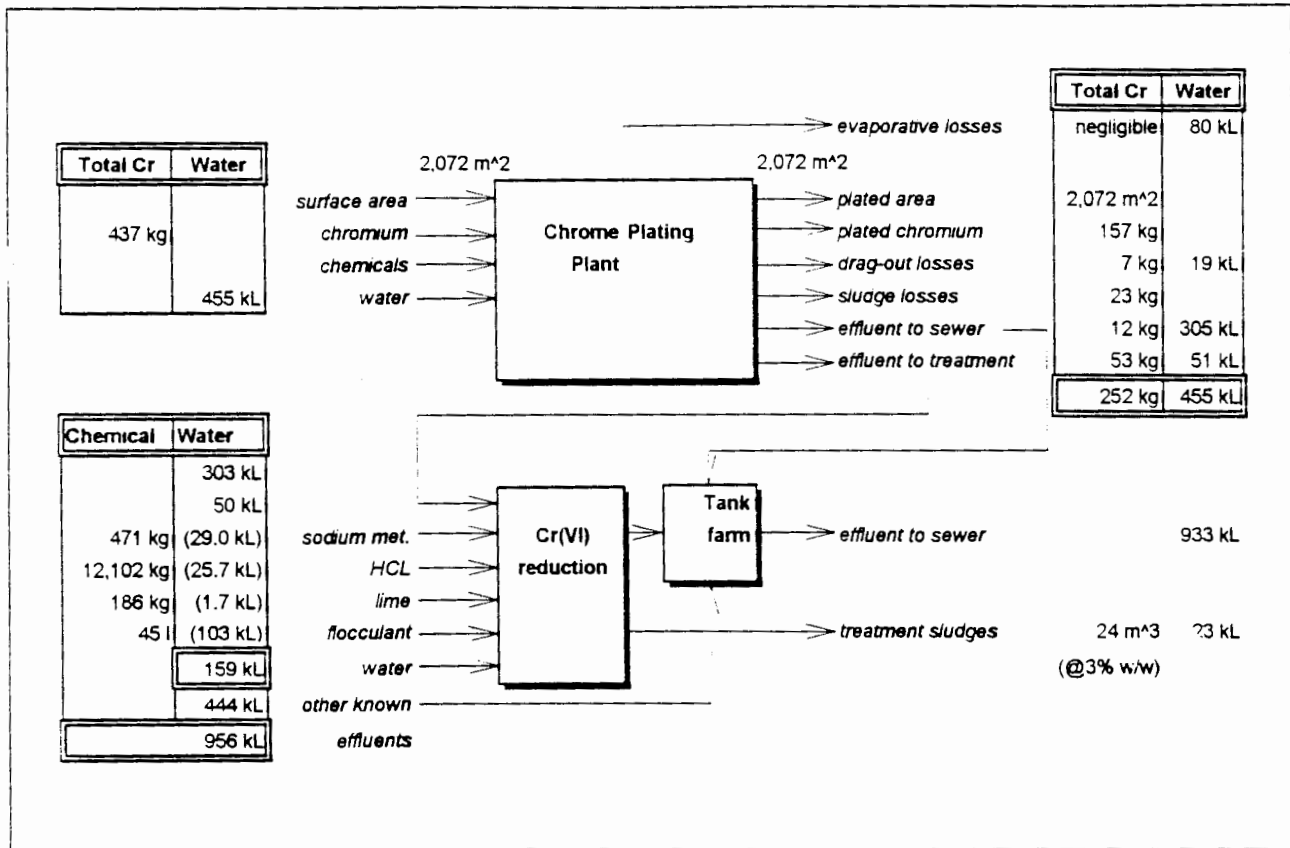 Total Cr Water
evaporative losses negligible 80 kL
Total Cr Water
2,072 m^2 2,072 m^2
surface area plated area 2,072 m^2
437 kg chromium Chrome Plating plated chromium 157 kg
chemicals Plant drag-out losses 7 kg 19 kL
455 kL water sludge losses 23 kg
effluent to sewer 12 kg 305 kL
effluent to treatment 53 kg 51 kL
252 kg 455 kL
Chemical Water
303 kL
50 kL
Tank
471 kg (29.0 kL) sodium met. Cr(VI) farm effluent to sewer 933 kL
12,102 kg (25.7 kL) HCL reduction
186 kg (1.7 kL) lime
45 l (103 kL) flocculant treatment sludges 24 m^3 23 kL
159 kL water (@3% w/w)
444 kL other known
956 kL effluents